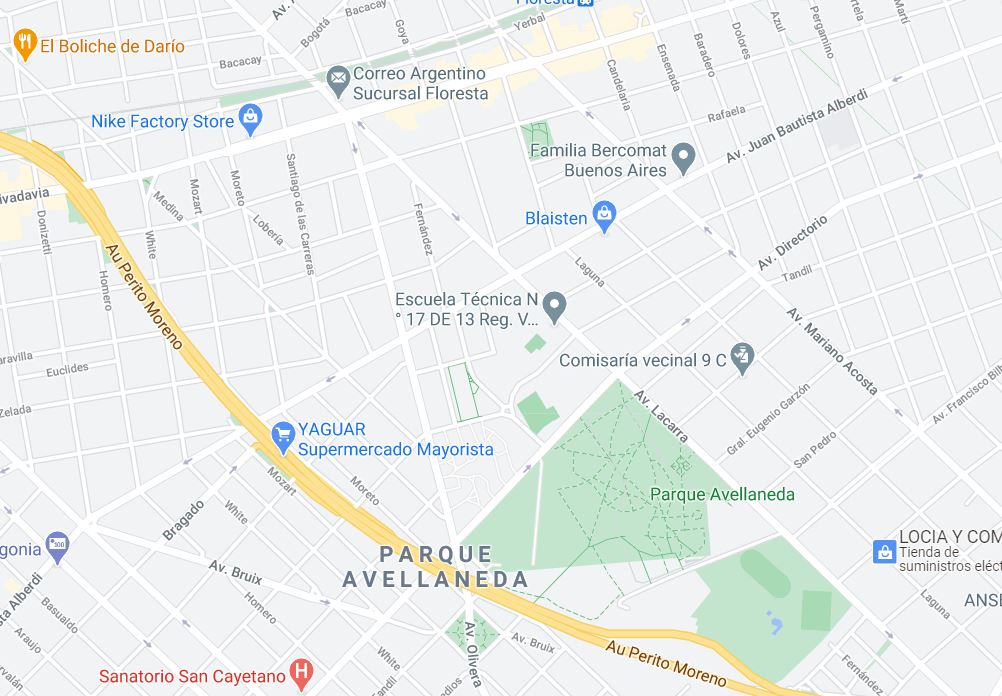 Floresta
Av.
Bogotá
Bacacay
Goya
Yerbal
Dolores
Azul
Pergamino
Martí
Baradero
Ensenada
Candelaria
El Boliche de Darío
Bacacay
Correo Argentino
Sucursal Floresta
Nike Factory Store
Rafaela
Av. Juan Bautista Alberdi
Familia Bercomat
Buenos Aires
Blaisten
ivadavia
Donizetti
Medina
Mozart
Moreto
Lobería
Santiago de las Carreras
Fernández
White
Homero
Au Perito Moreno
Laguna
Av. Directorio
Tandil
Escuela Técnica N
° 17 DE 13 Reg. V...
Comisaría vecinal 9 C
Av. Mariano Acosta
aravilla
Euclides
Zelada
Av. Lacarra
Gral. Eugenio Garzón
San Pedro
Av. Francisco Bilb
YAGUAR
Supermercado Mayorista
Mozart
Moreto
White
Bragado
Parque Avellaneda
PARQUE
AVELLANEDA
LOCIA Y COM
Tienda de
suministros eléct
gonia
Av. Bruix
Homero
sta Alberdi
Basualdo
Araujo
rvalán
Laguna
ANSE
Av. Olivera
Av. Bruix
Au Perito Moreno
Fernández
White
Sanatorio San Cayetano